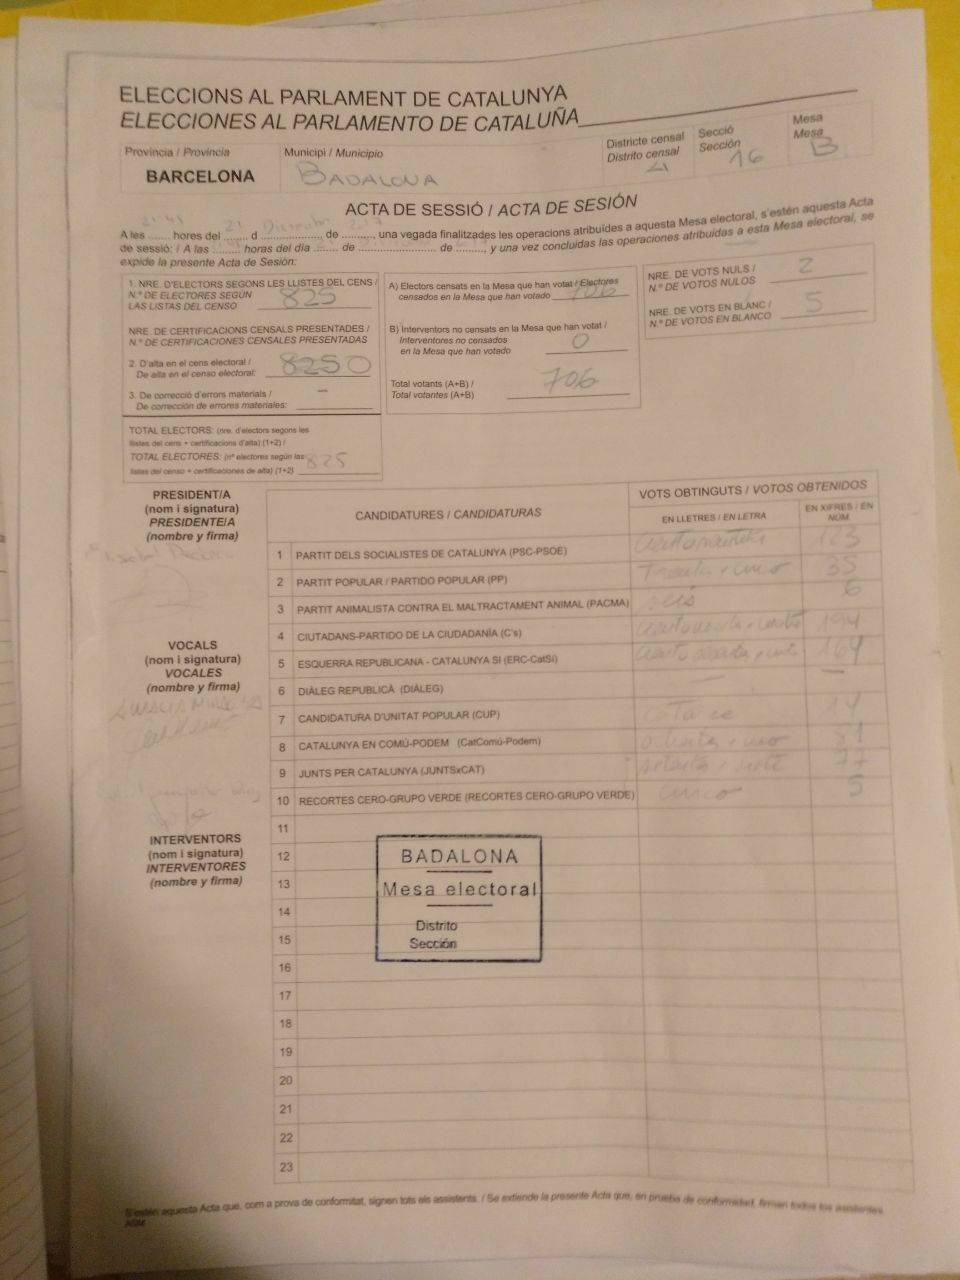 ELECCIONS AL PARLAMENT DE CATALUNYA
ELECCIONES AL PARLAMENTO DE CATALUÑA
Província / Provincia
BARCELONA
Municipi / Municipio
BADALONA
Districte censal
Distrito censal
4
Secció
Sección
16
Mesa
Mesa
B
ACTA DE SESSIÓ / ACTA DE SESIÓN
21:41 21 Diciembre
A les ........ hores del ........ d ...................., de .........., una vegada finalitzades les operacions atribuïdes a aquesta Mesa electoral, s'estén aquesta Acta
de sessió: / A las ......... horas del día ........ de ......................... de .........., y una vez concluidas las operaciones atribuidas a esta Mesa electoral, se
expide la presente Acta de Sesión:
1. NRE. D'ELECTORS SEGONS LES LLISTES DEL CENS /
N.º DE ELECTORES SEGÚN
LAS LISTAS DEL CENSO 825
NRE. DE CERTIFICACIONS CENSALS PRESENTADES /
N.º DE CERTIFICACIONES CENSALES PRESENTADAS
2. D'alta en el cens electoral /
De alta en el censo electoral: 825 0
3. De correcció d'errors materials /
De corrección de errores materiales: –
TOTAL ELECTORS: (nre. d'electors segons les
llistes del cens + certificacions d'alta) (1+2) /
TOTAL ELECTORES: (nº electores según las
listas del censo + certificaciones de alta) (1+2) 825
A) Electors censats en la Mesa que han votat / Electores
censados en la Mesa que han votado 706
B) Interventors no censats en la Mesa que han votat /
Interventores no censados
en la Mesa que han votado 0
Total votants (A+B) /
Total votantes (A+B) 706
NRE. DE VOTS NULS /
N.º DE VOTOS NULOS 2
NRE. DE VOTS EN BLANC /
N.º DE VOTOS EN BLANCO 5
PRESIDENT/A
(nom i signatura)
PRESIDENTE/A
(nombre y firma)
Isabel
VOCALS
(nom i signatura)
VOCALES
(nombre y firma)
INTERVENTORS
(nom i signatura)
INTERVENTORES
(nombre y firma)
CANDIDATURES / CANDIDATURAS
VOTS OBTINGUTS / VOTOS OBTENIDOS
EN LLETRES / EN LETRA
EN XIFRES / EN NÚM.
1 PARTIT DELS SOCIALISTES DE CATALUNYA (PSC-PSOE) 123
2 PARTIT POPULAR / PARTIDO POPULAR (PP) Treinta y cinco 35
3 PARTIT ANIMALISTA CONTRA EL MALTRACTAMENT ANIMAL (PACMA) seis 6
4 CIUTADANS-PARTIDO DE LA CIUDADANÍA (C's) 194
5 ESQUERRA REPUBLICANA - CATALUNYA SÍ (ERC-CatSí) 164
6 DIÀLEG REPUBLICÀ (DIÀLEG) — —
7 CANDIDATURA D'UNITAT POPULAR (CUP) catorce 14
8 CATALUNYA EN COMÚ-PODEM (CatComú-Podem) ochenta y uno 81
9 JUNTS PER CATALUNYA (JUNTSxCAT) setenta y siete 77
10 RECORTES CERO-GRUPO VERDE (RECORTES CERO-GRUPO VERDE) cinco 5
11
12
13
14
15
16
17
18
19
20
21
22
23
BADALONA
Mesa electoral
Distrito
Sección
S'estén aquesta Acta que, com a prova de conformitat, signen tots els assistents. / Se extiende la presente Acta que, en prueba de conformidad, firman todos los asistentes.